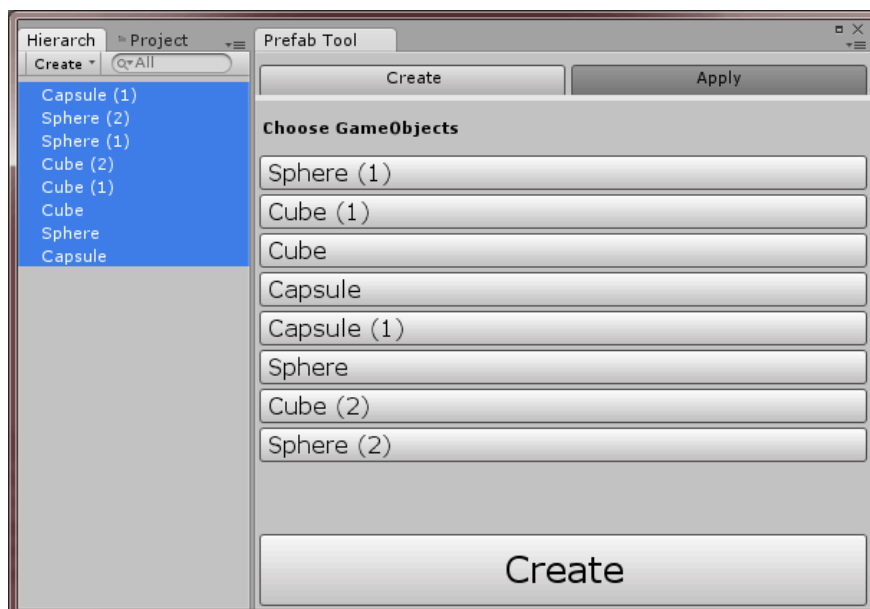 Hierarch Project
Create All
Capsule (1)
Sphere (2)
Sphere (1)
Cube (2)
Cube (1)
Cube
Sphere
Capsule
Prefab Tool
Create Apply
Choose GameObjects
Sphere (1)
Cube (1)
Cube
Capsule
Capsule (1)
Sphere
Cube (2)
Sphere (2)
Create